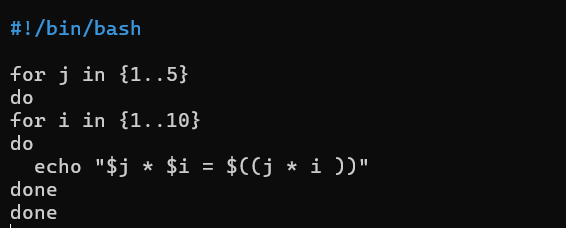 #!/bin/bash
for j in {1..5}
do
for i in {1..10}
do
  echo "$j * $i = $((j * i ))"
done
done